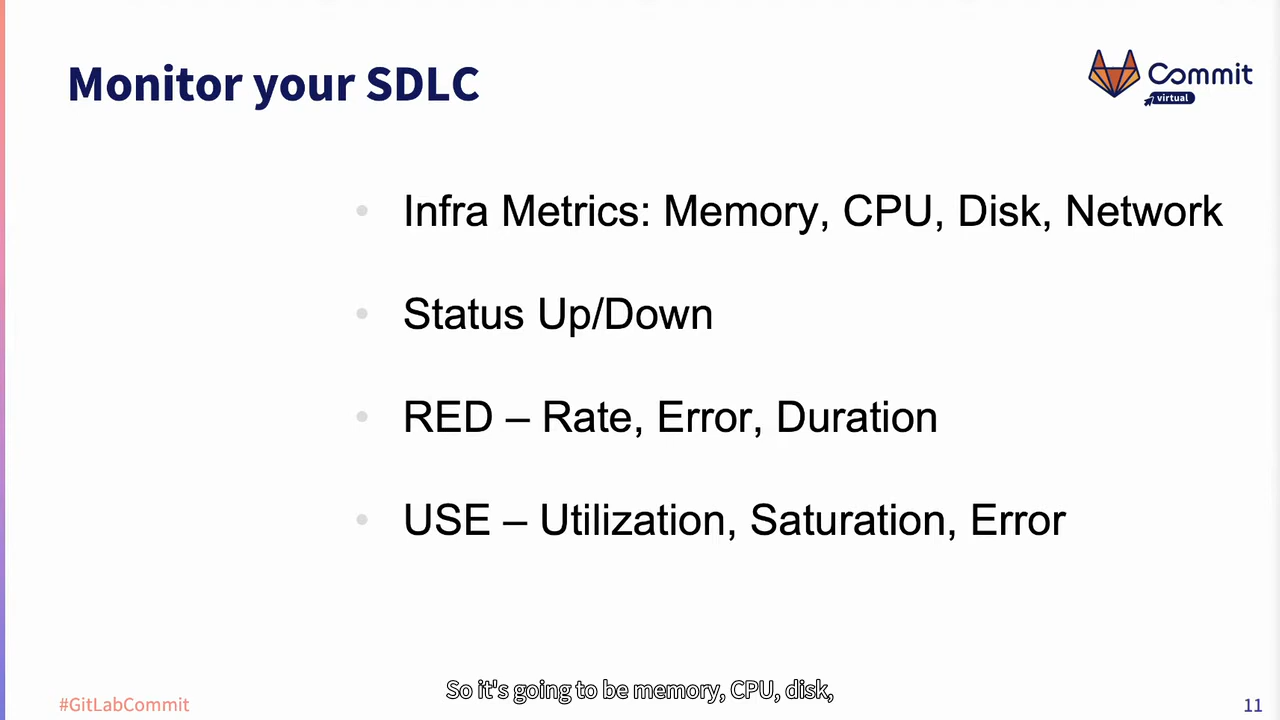 Monitor your SDLC
Commit
virtual
• Infra Metrics: Memory, CPU, Disk, Network
• Status Up/Down
• RED – Rate, Error, Duration
• USE – Utilization, Saturation, Error
So it's going to be memory, CPU, disk,
#GitLabCommit
11